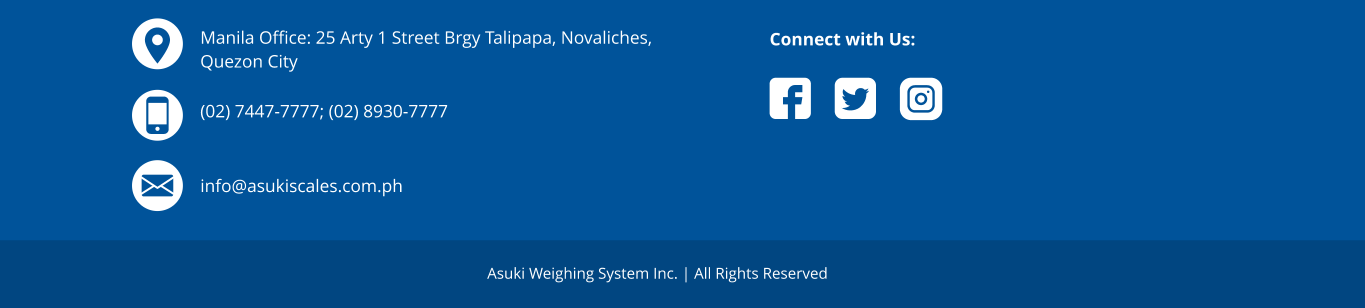 Manila Office: 25 Arty 1 Street Brgy Talipapa, Novaliches,
Quezon City
(02) 7447-7777; (02) 8930-7777
info@asukiscales.com.ph
Connect with Us:
Asuki Weighing System Inc. | All Rights Reserved